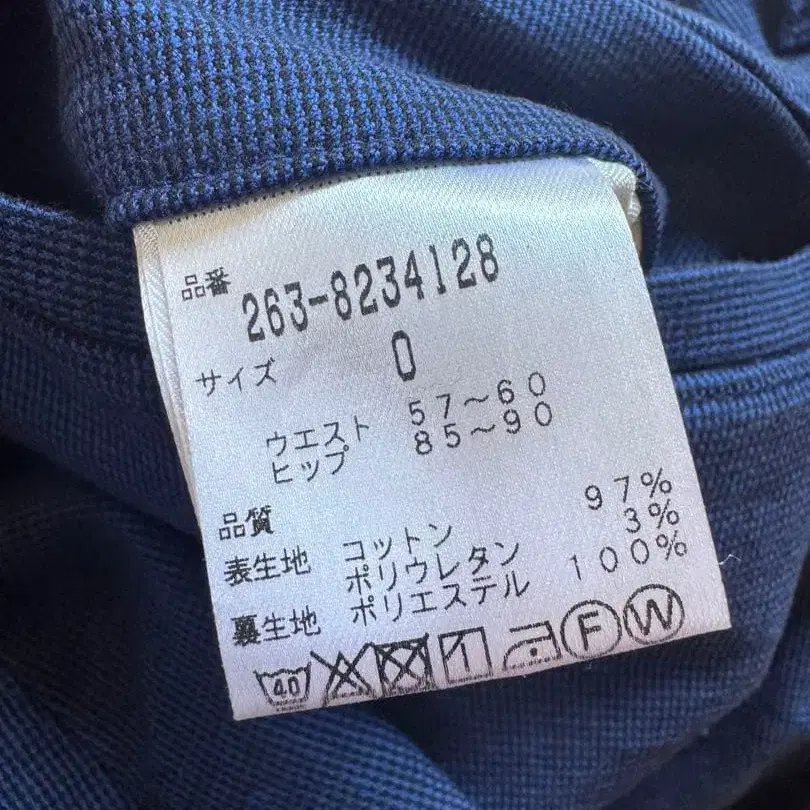 品番 263-8234128
サイズ 0
ウエスト 57～60
ヒップ 85～90
品質
表生地 コットン 97%
ポリウレタン 3%
裏生地 ポリエステル 100%
40 F W